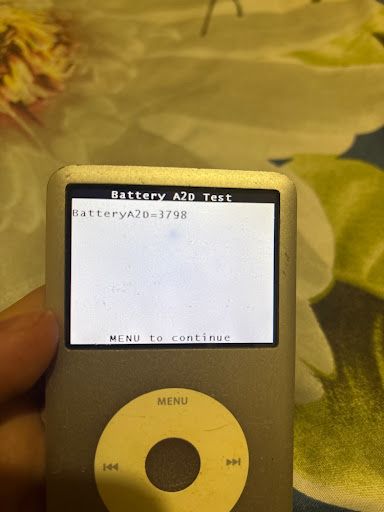 Battery A2D Test
BatteryA2D=3798
MENU to continue
MENU